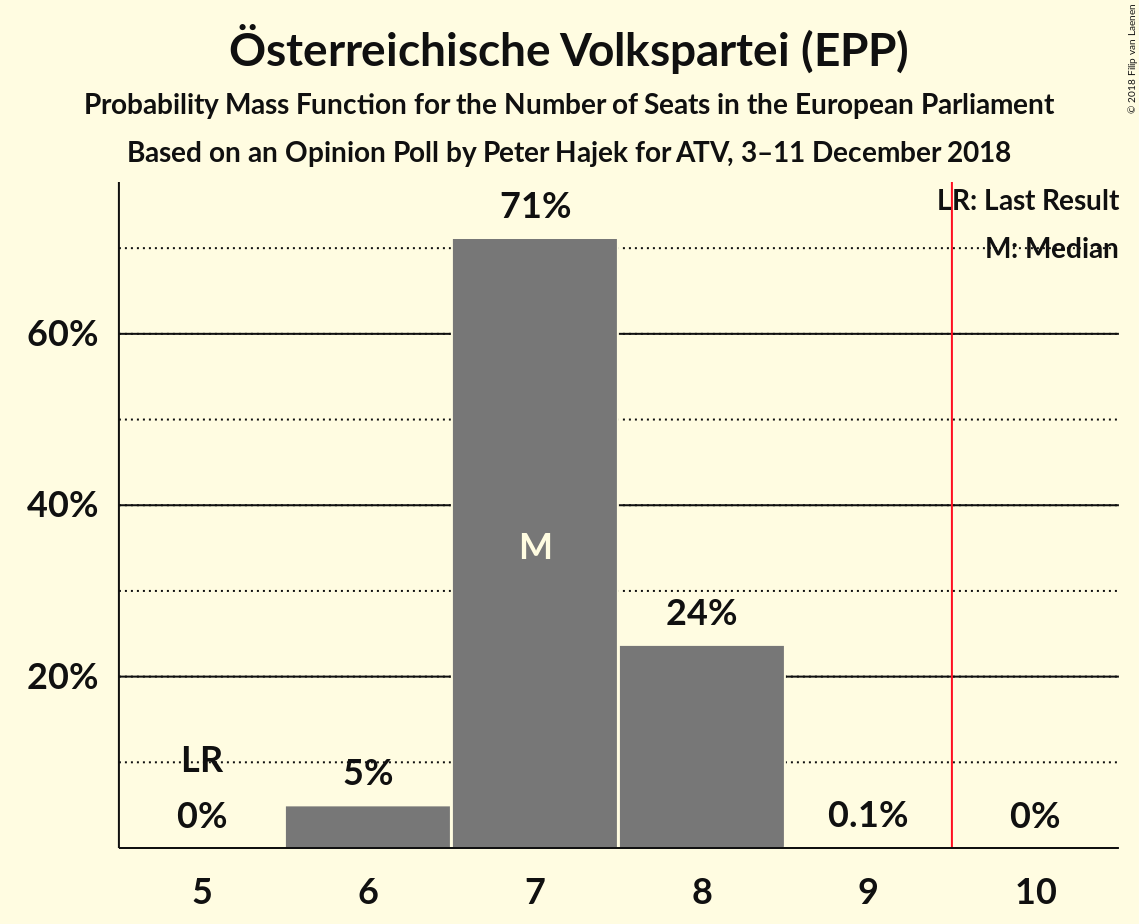 Österreichische Volkspartei (EPP)
Probability Mass Function for the Number of Seats in the European Parliament
Based on an Opinion Poll by Peter Hajek for ATV, 3–11 December 2018
© 2018 Filip van Laenen
LR: Last Result
M: Median
71%
60%
40%
M
24%
20%
LR
5%
0%
0.1%
0%
5 6 7 8 9 10